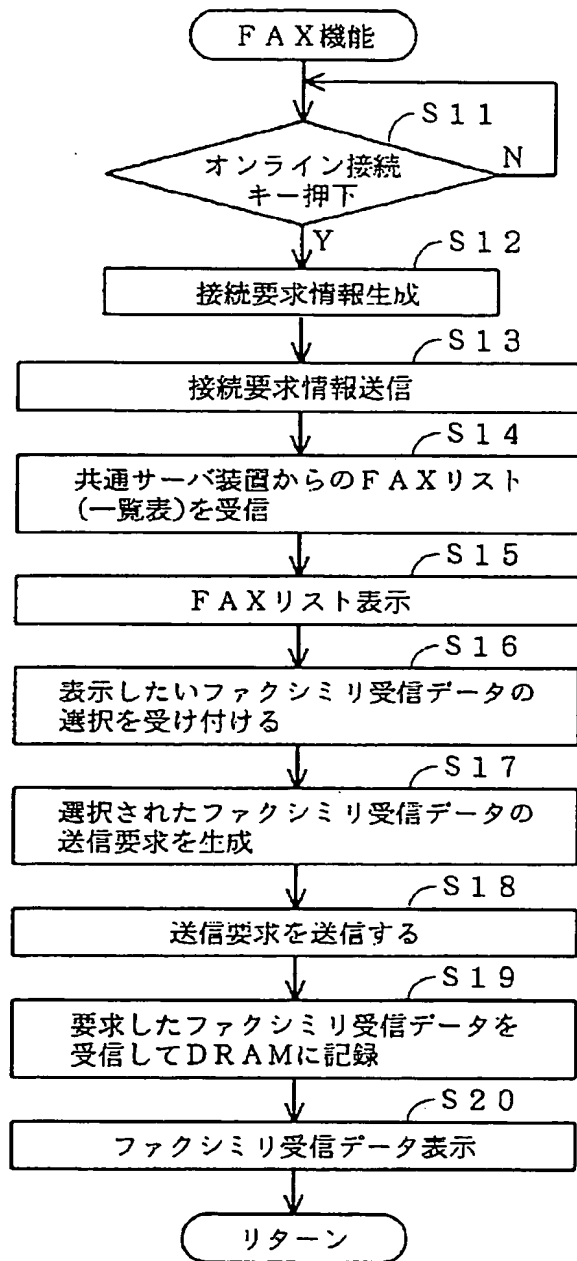 ＦＡＸ機能
Ｓ１１
オンライン接続
キー押下
Ｎ
Ｙ
Ｓ１２
接続要求情報生成
Ｓ１３
接続要求情報送信
Ｓ１４
共通サーバ装置からのＦＡＸリスト
(一覧表)を受信
Ｓ１５
ＦＡＸリスト表示
Ｓ１６
表示したいファクシミリ受信データの
選択を受け付ける
Ｓ１７
選択されたファクシミリ受信データの
送信要求を生成
Ｓ１８
送信要求を送信する
Ｓ１９
要求したファクシミリ受信データを
受信してＤＲＡＭに記録
Ｓ２０
ファクシミリ受信データ表示
リターン